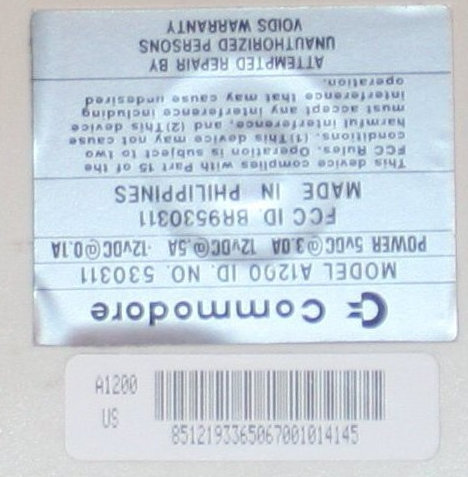 Commodore
MODEL A1200 ID. NO. 530311
POWER 5VDC@3.0A 12VDC@.5A -12VDC@0.1A
FCC ID. BR9530311
MADE IN PHILIPPINES
This device complies with Part 15 of the
FCC Rules. Operation is subject to two
conditions. (1)This device may not cause
harmful interference, and (2)This device
must accept any interference including
interference that may cause undesired
operation.
ATTEMPTED REPAIR BY
UNAUTHORIZED PERSONS
VOIDS WARRANTY
A1200
US
8512193365067001014145